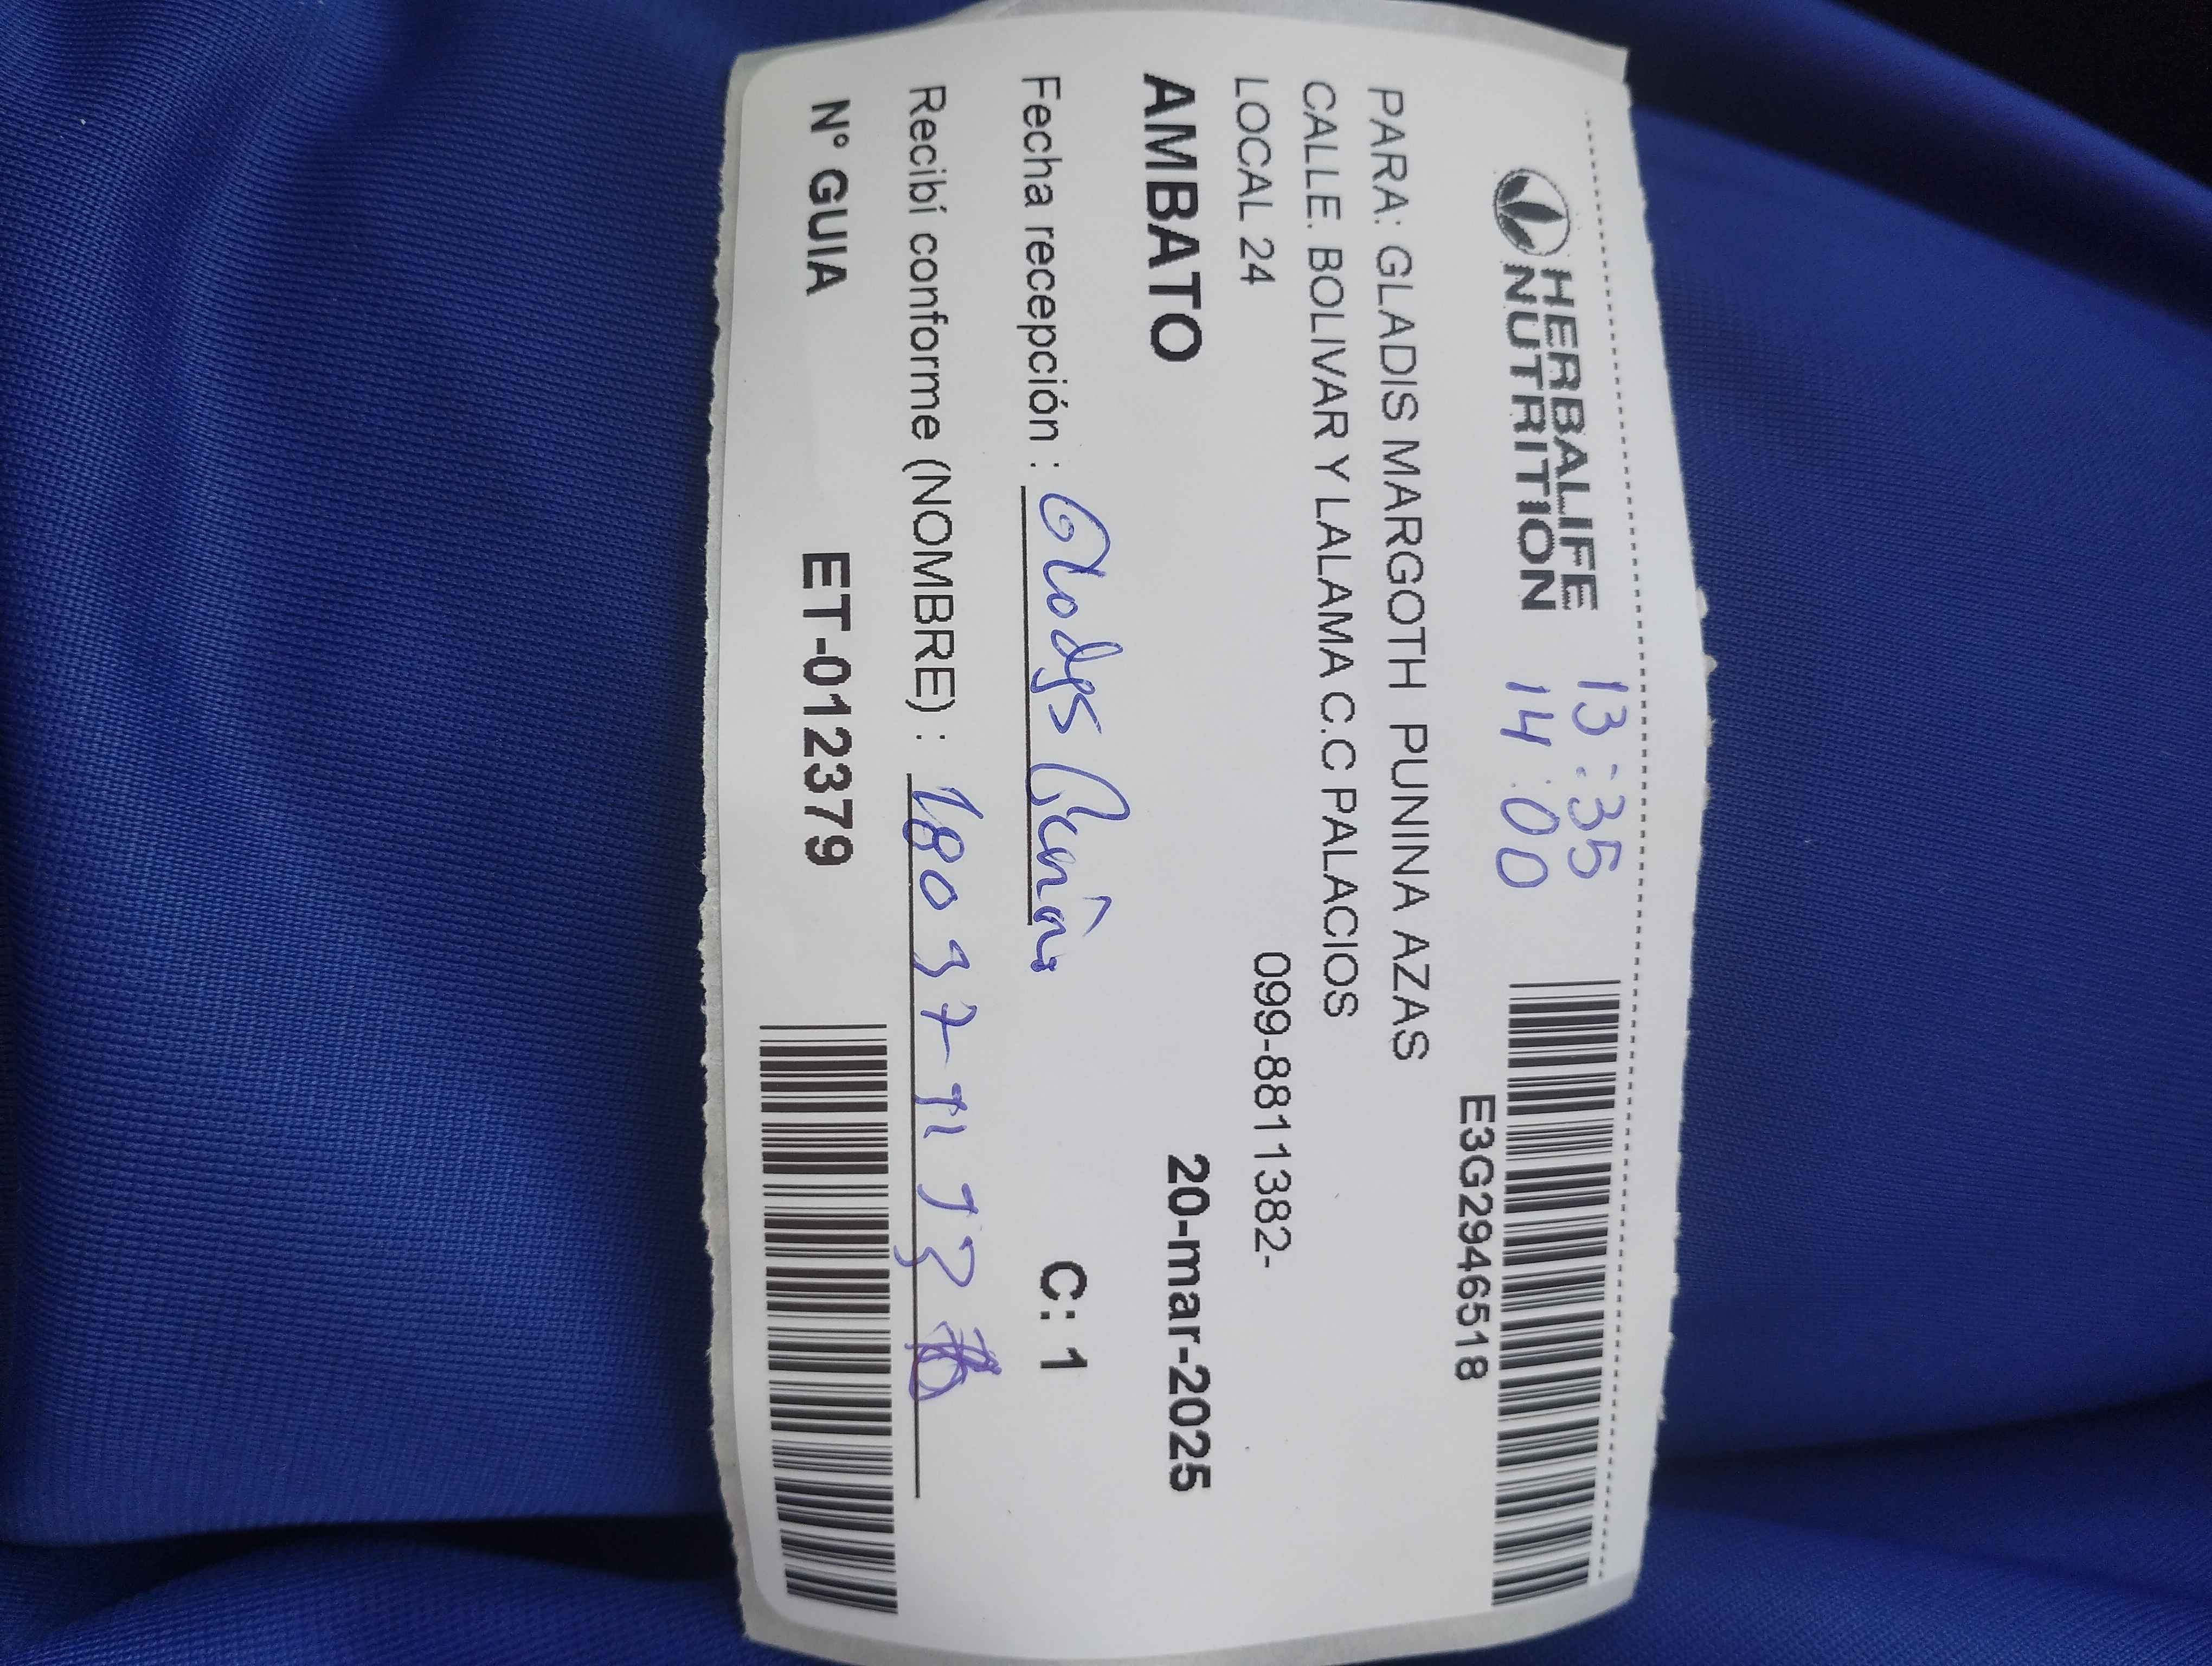 HERBALIFE
NUTRITION
13:35
14:00
E3G2946518
PARA: GLADIS MARGOTH PUNINA AZAS
CALLE. BOLIVAR Y LALAMA C.C PALACIOS
LOCAL 24
099-8811382-
AMBATO
20-mar-2025
Fecha recepción :
C: 1
Recibí conforme (NOMBRE) :
N° GUIA
ET-012379